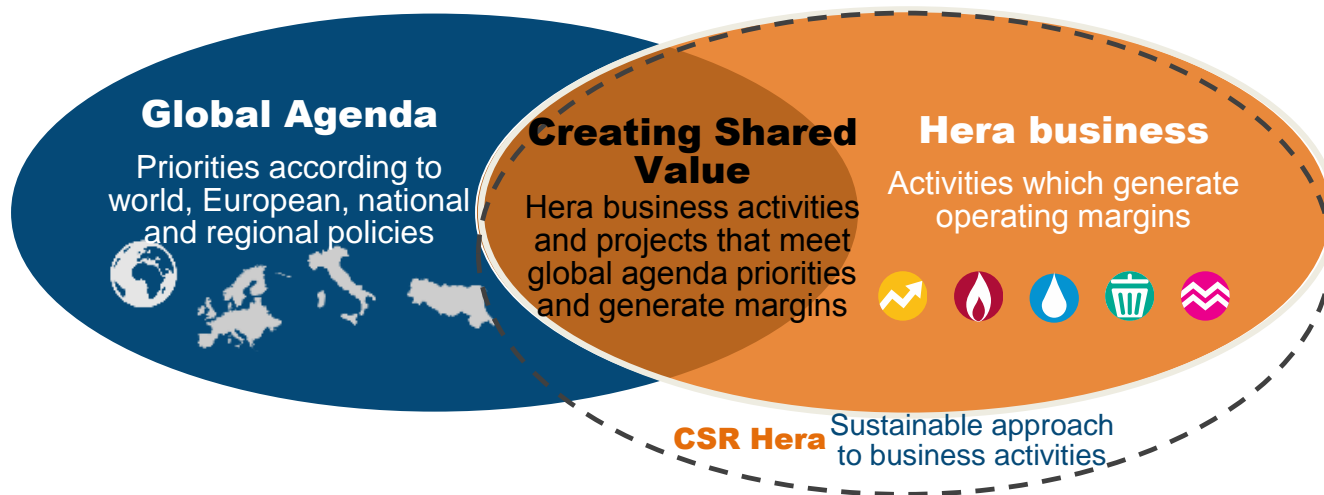 Global Agenda
Priorities according to
world, European, national
and regional policies
Creating Shared
Value
Hera business activities
and projects that meet
global agenda priorities
and generate margins
Hera business
Activities which generate
operating margins
CSR Hera
Sustainable approach
to business activities